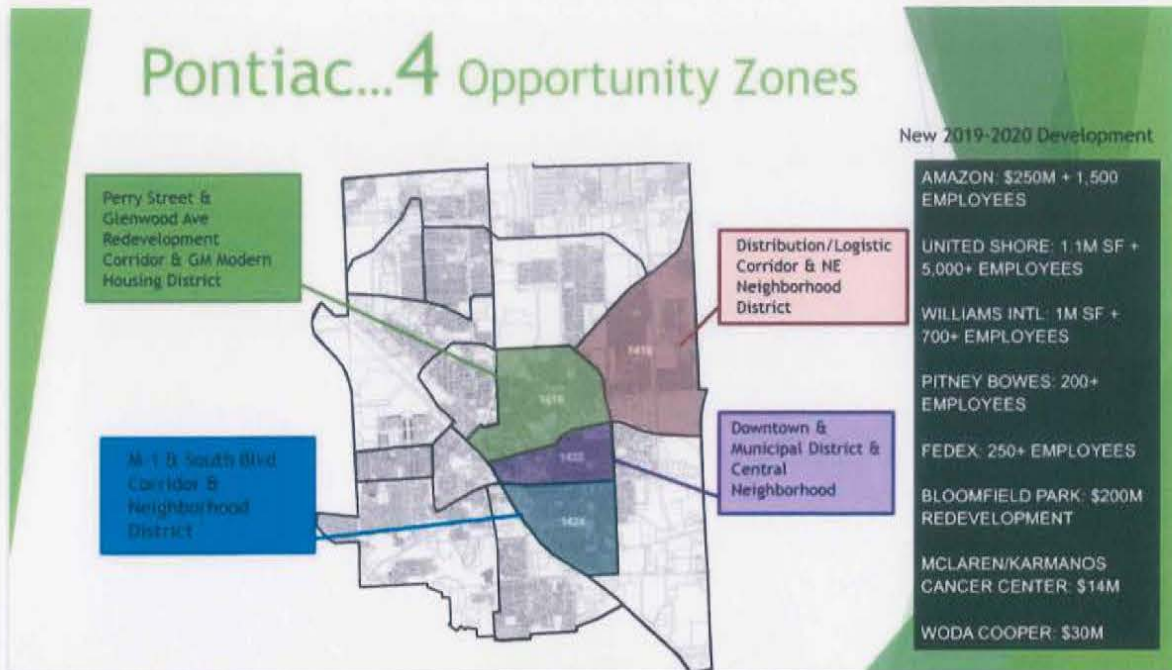 Pontiac...4 Opportunity Zones
New 2019-2020 Development
Perry Street &
Glenwood Ave
Redevelopment
Corridor & GM Modern
Housing District
Distribution/Logistic
Corridor & NE
Neighborhood
District
M-1 & South Blvd
Corridor &
Neighborhood
District
Downtown &
Municipal District &
Central
Neighborhood
1424
AMAZON: $250M + 1,500
EMPLOYEES
UNITED SHORE: 1.1M SF +
5,000+ EMPLOYEES
WILLIAMS INTL: 1M SF +
700+ EMPLOYEES
PITNEY BOWES: 200+
EMPLOYEES
FEDEX: 250+ EMPLOYEES
BLOOMFIELD PARK: $200M
REDEVELOPMENT
MCLAREN/KARMANOS
CANCER CENTER: $14M
WODA COOPER: $30M